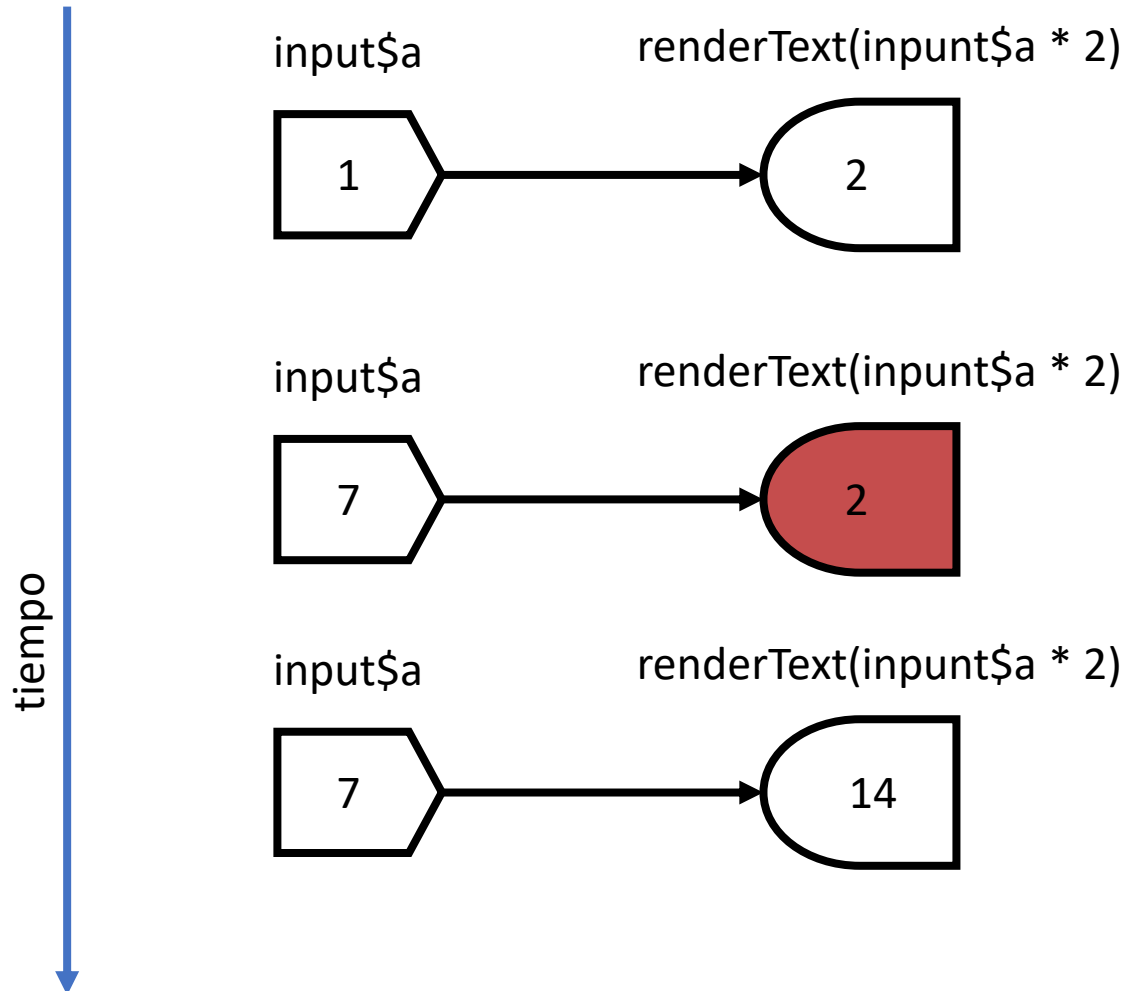 input$a
renderText(inpunt$a * 2)
1
2
input$a
renderText(inpunt$a * 2)
7
2
tiempo
input$a
renderText(inpunt$a * 2)
7
14